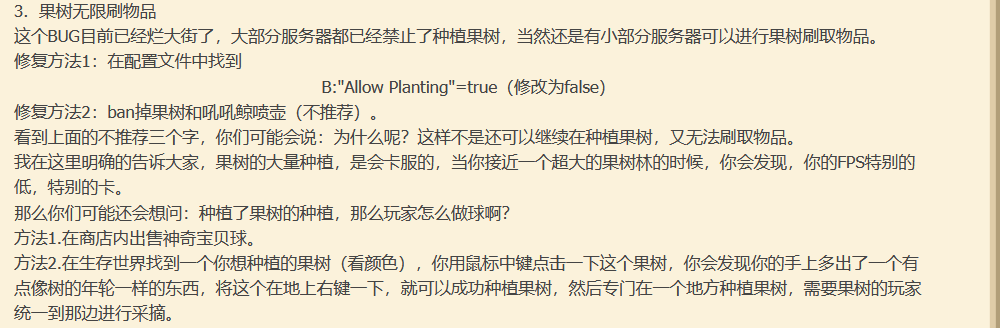 3．果树无限刷物品
这个BUG目前已经烂大街了，大部分服务器都已经禁止了种植果树，当然还是有小部分服务器可以进行果树刷取物品。
修复方法1：在配置文件中找到
B:"Allow Planting"=true（修改为false）
修复方法2：ban掉果树和吼吼鲸喷壶（不推荐）。
看到上面的不推荐三个字，你们可能会说：为什么呢？这样不是还可以继续在种植果树，又无法刷取物品。
我在这里明确的告诉大家，果树的大量种植，是会卡服的，当你接近一个超大的果树林的时候，你会发现，你的FPS特别的
低，特别的卡。
那么你们可能还会想问：种植了果树的种植，那么玩家怎么做球啊？
方法1.在商店内出售神奇宝贝球。
方法2.在生存世界找到一个你想种植的果树（看颜色），你用鼠标中键点击一下这个果树，你会发现你的手上多出了一个有
点像树的年轮一样的东西，将这个在地上右键一下，就可以成功种植果树，然后专门在一个地方种植果树，需要果树的玩家
统一到那边进行采摘。